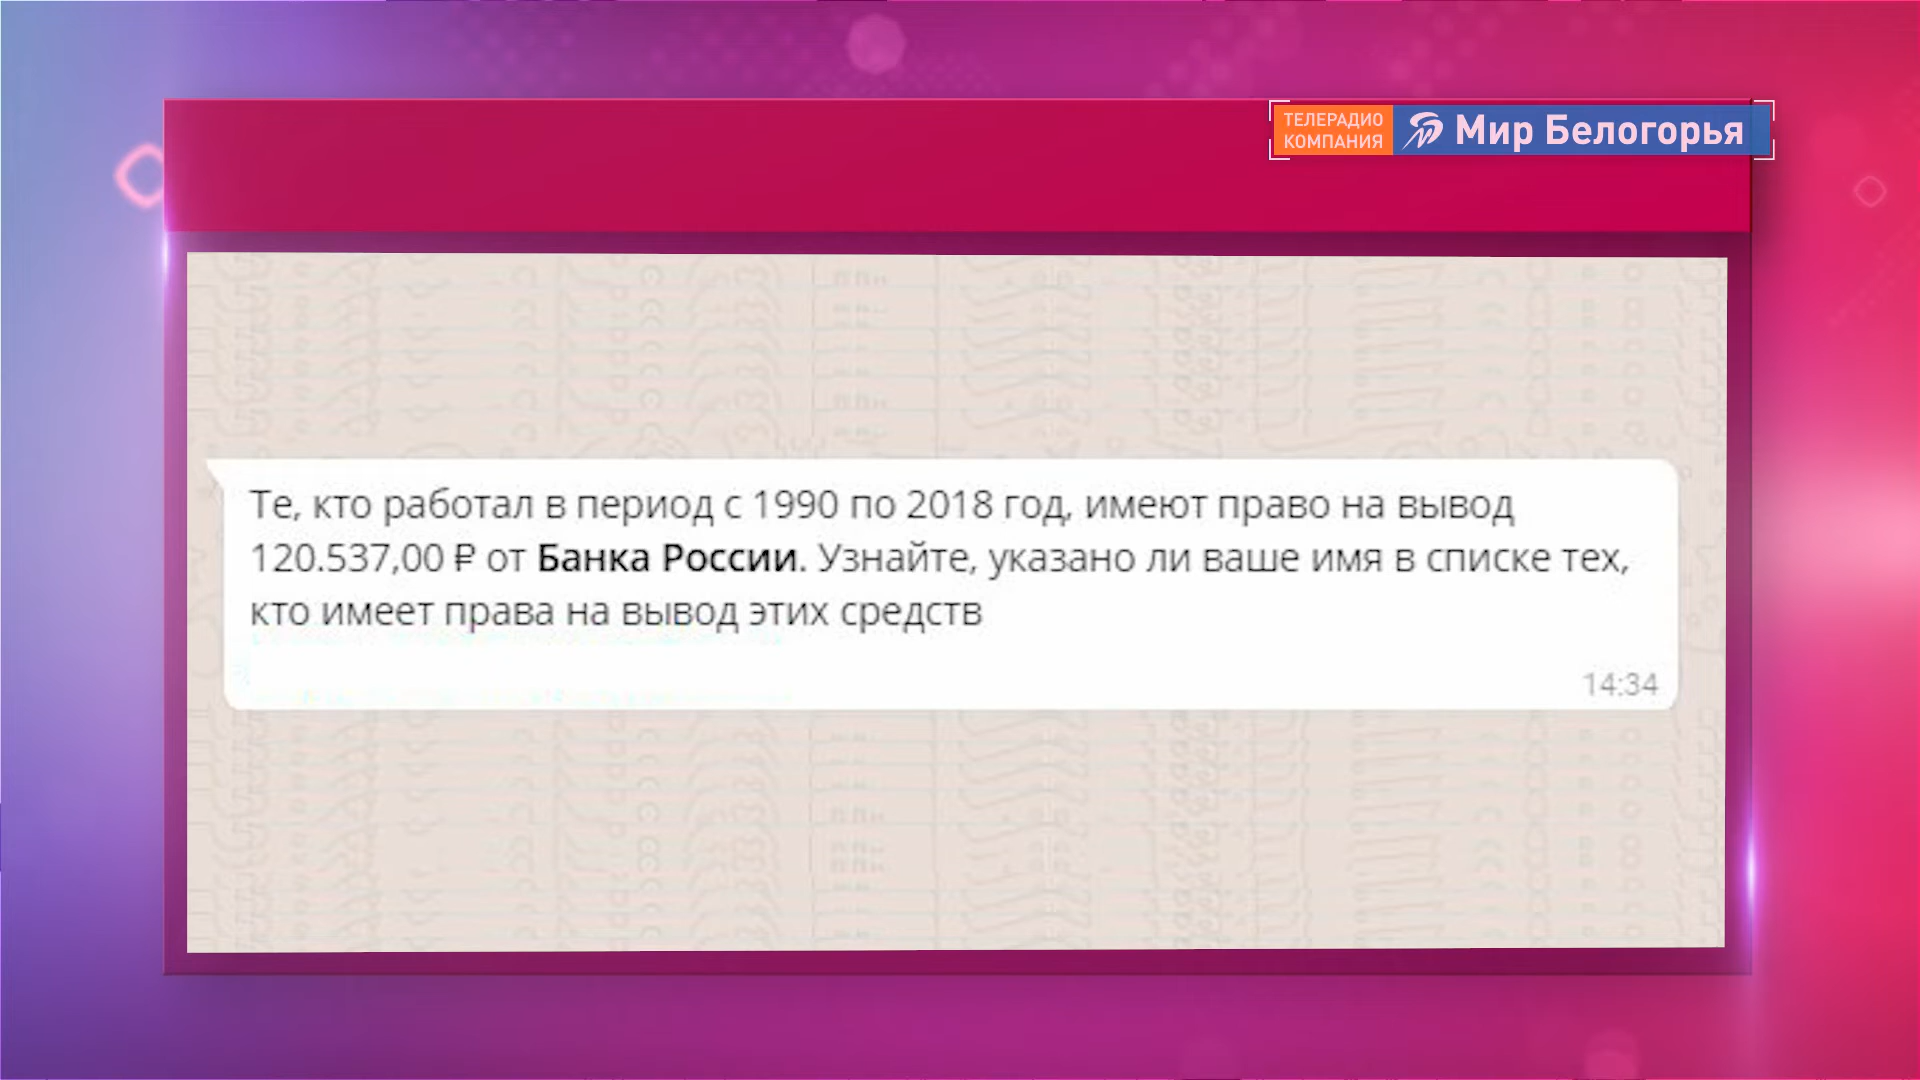 ТЕЛЕРАДИО
КОМПАНИЯ
Мир Белогорья
Те, кто работал в период с 1990 по 2018 год, имеют право на вывод
120.537,00 ₽ от Банка России. Узнайте, указано ли ваше имя в списке тех,
кто имеет права на вывод этих средств
14:34